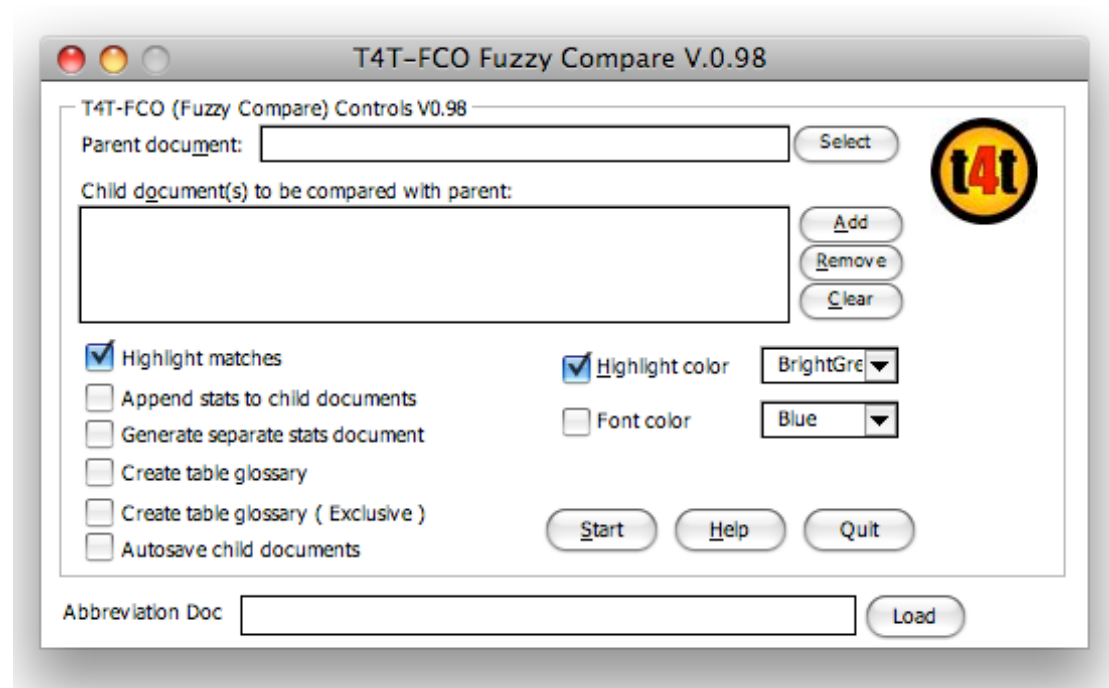 T4T-FCO Fuzzy Compare V.0.98
T4T-FCO (Fuzzy Compare) Controls V0.98
Parent document:
Select
t4t
Child document(s) to be compared with parent:
Add
Remove
Clear
Highlight matches
Highlight color
BrightGre
Append stats to child documents
Font color
Blue
Generate separate stats document
Create table glossary
Create table glossary ( Exclusive )
Start
Help
Quit
Autosave child documents
Abbreviation Doc
Load